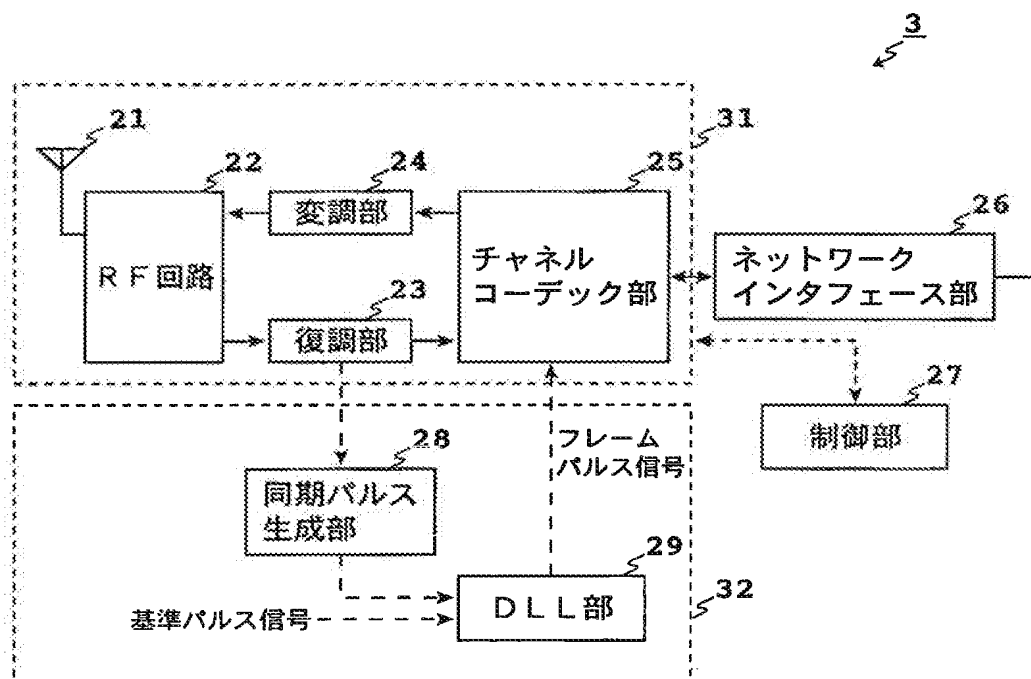 3
21
22
24
25
31
変調部
26
RF回路
チャネル
コーデック部
ネットワーク
インタフェース部
23
復調部
27
制御部
28
フレーム
パルス信号
同期パルス
生成部
29
DLL部
32
基準パルス信号